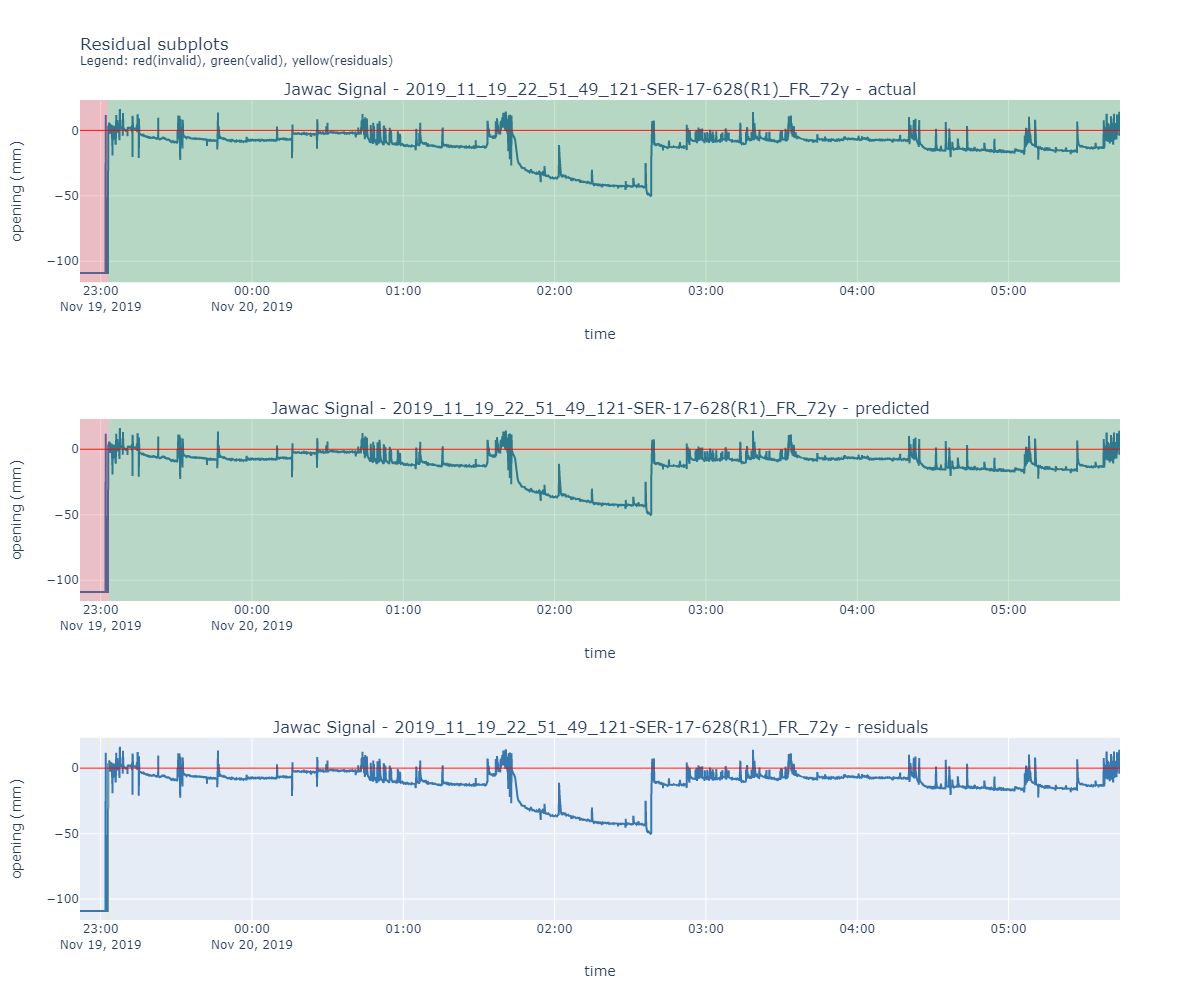 Residual subplots
Legend: red(invalid), green(valid), yellow(residuals)
Jawac Signal - 2019_11_19_22_51_49_121-SER-17-628(R1)_FR_72y - actual
opening (mm)
0
−50
−100
23:00 00:00 01:00 02:00 03:00 04:00 05:00
Nov 19, 2019 Nov 20, 2019
time
Jawac Signal - 2019_11_19_22_51_49_121-SER-17-628(R1)_FR_72y - predicted
opening (mm)
0
−50
−100
23:00 00:00 01:00 02:00 03:00 04:00 05:00
Nov 19, 2019 Nov 20, 2019
time
Jawac Signal - 2019_11_19_22_51_49_121-SER-17-628(R1)_FR_72y - residuals
opening (mm)
0
−50
−100
23:00 00:00 01:00 02:00 03:00 04:00 05:00
Nov 19, 2019 Nov 20, 2019
time